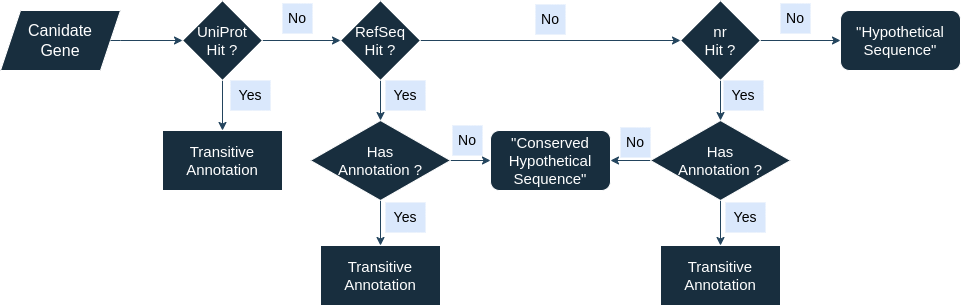 Canidate
Gene
UniProt
Hit ?
No
RefSeq
Hit ?
No
nr
Hit ?
No
"Hypothetical
Sequence"
Yes
Yes
Yes
Transitive
Annotation
Has
Annotation ?
No
"Conserved
Hypothetical
Sequence"
No
Has
Annotation ?
Yes
Yes
Transitive
Annotation
Transitive
Annotation